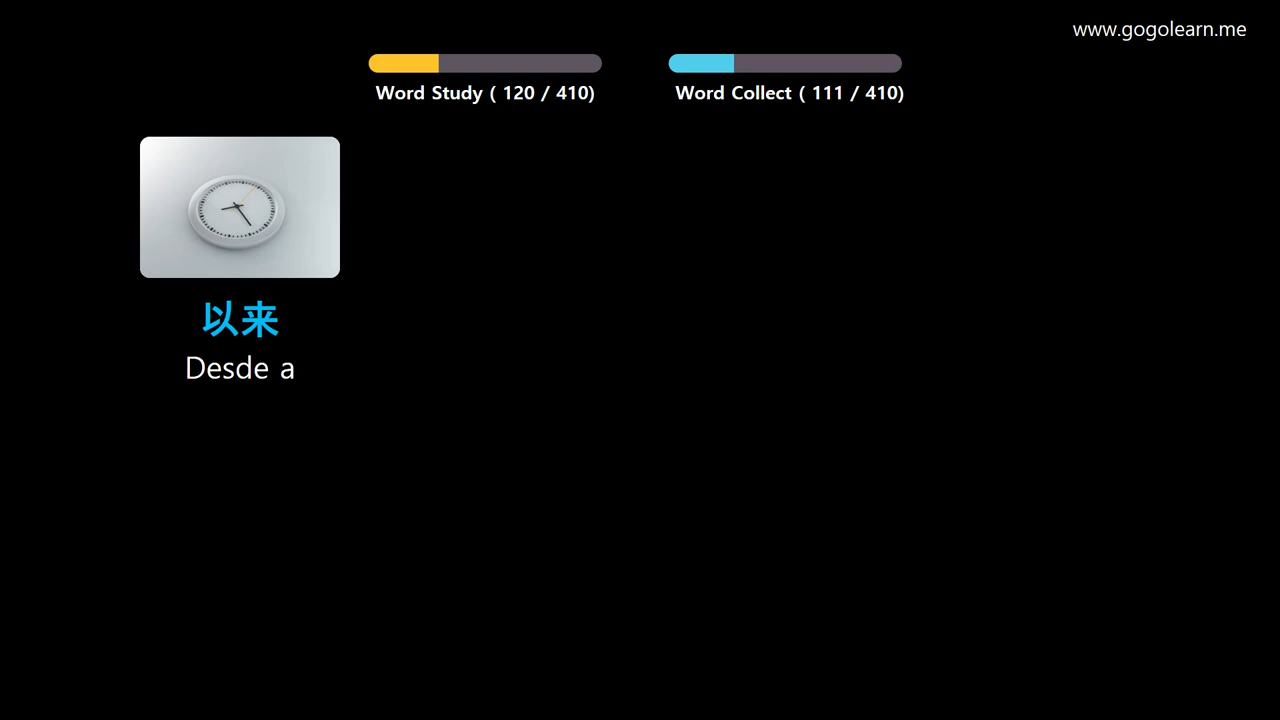 www.gogolearn.me
Word Study ( 120 / 410)
Word Collect ( 111 / 410)
以来
Desde a